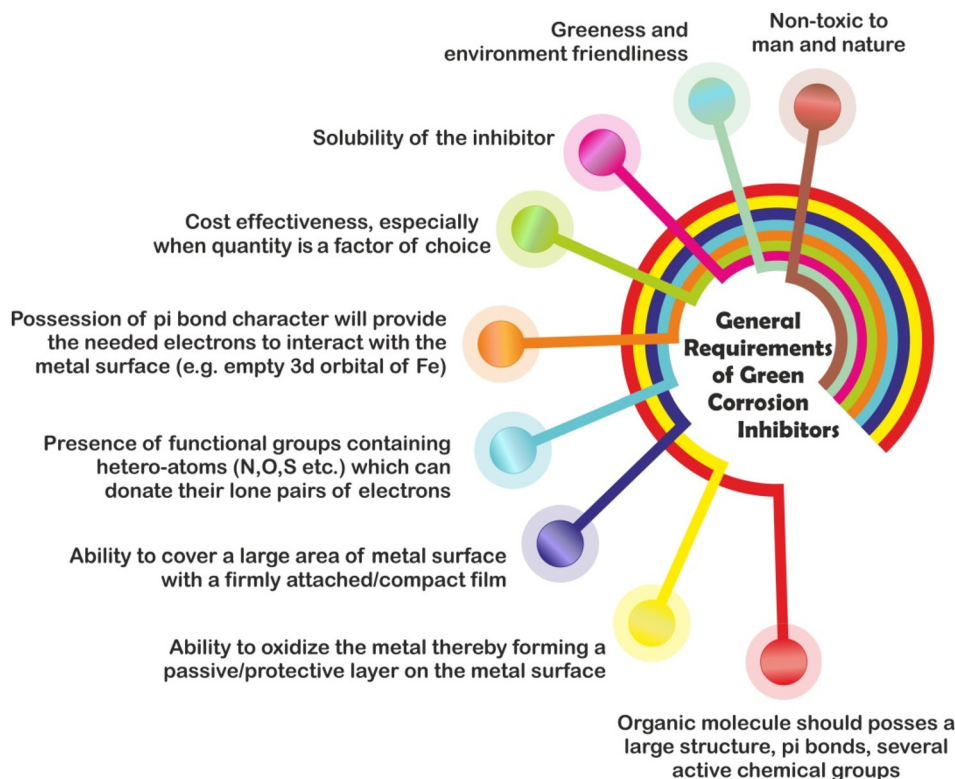 Non-toxic to
man and nature
Greeness and
environment friendliness
Solubility of the inhibitor
Cost effectiveness, especially
when quantity is a factor of choice
Possession of pi bond character will provide
the needed electrons to interact with the
metal surface (e.g. empty 3d orbital of Fe)
Presence of functional groups containing
hetero-atoms (N,O,S etc.) which can
donate their lone pairs of electrons
Ability to cover a large area of metal surface
with a firmly attached/compact film
Ability to oxidize the metal thereby forming a
passive/protective layer on the metal surface
Organic molecule should posses a
large structure, pi bonds, several
active chemical groups
General
Requirements
of Green
Corrosion
Inhibitors